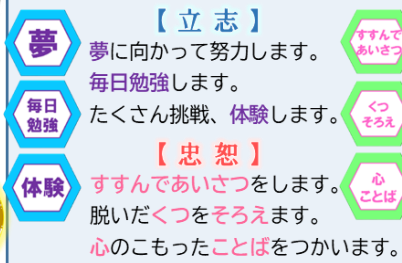 【立志】
夢
夢に向かって努力します。
毎日
勉強
毎日勉強します。
体験
たくさん挑戦、体験します。
【忠恕】
すすんで
あいさつ
すすんであいさつをします。
くつ
そろえ
脱いだくつをそろえます。
心
ことば
心のこもったことばをつかいます。